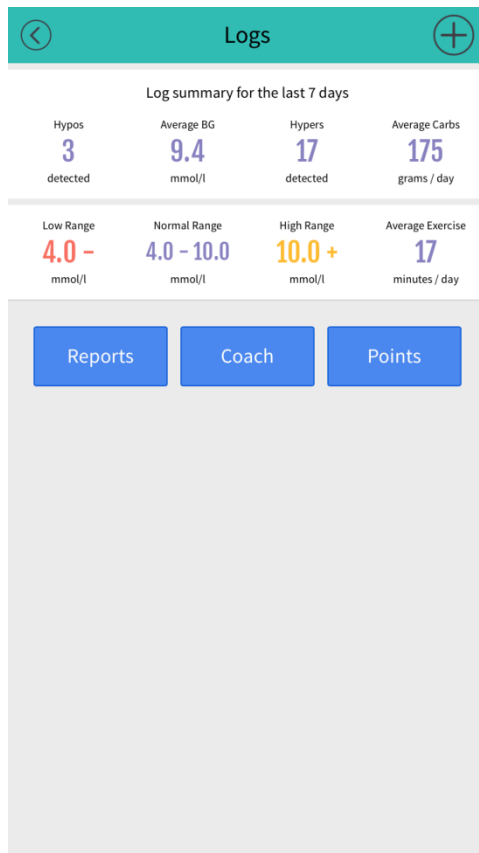 Logs
Log summary for the last 7 days
Hypos Average BG Hypers Average Carbs
3 9.4 17 175
detected mmol/l detected grams / day
Low Range Normal Range High Range Average Exercise
4.0 – 4.0 – 10.0 10.0 + 17
mmol/l mmol/l mmol/l minutes / day
Reports Coach Points